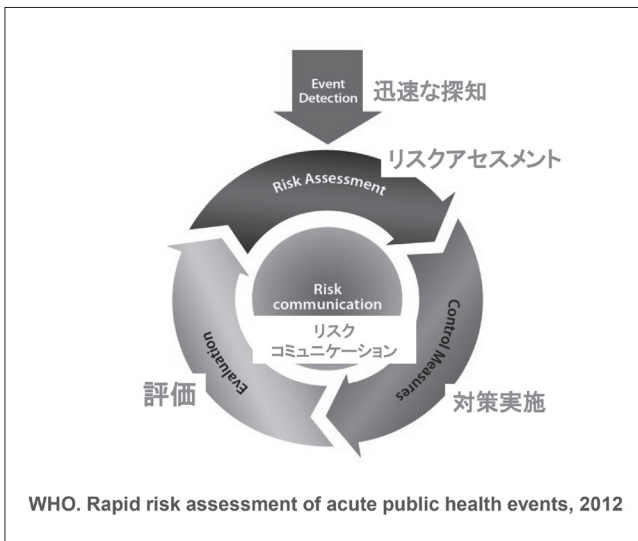 Event
Detection
迅速な探知
リスクアセスメント
Risk Assessment
Risk
communication
リスク
コミュニケーション
Control Measures
対策実施
Evaluation
評価
WHO. Rapid risk assessment of acute public health events, 2012